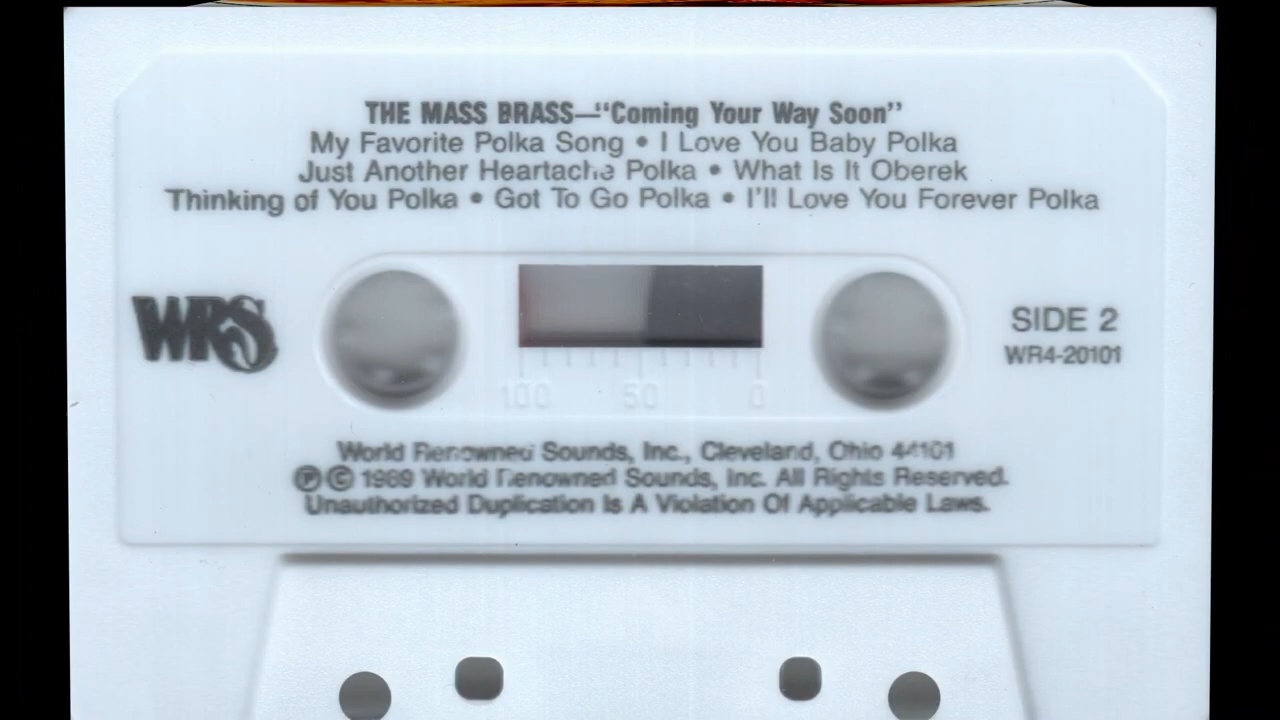 THE MASS BRASS—"Coming Your Way Soon"
My Favorite Polka Song • I Love You Baby Polka
Just Another Heartache Polka • What Is It Oberek
Thinking of You Polka • Got To Go Polka • I'll Love You Forever Polka
WRS
SIDE 2
WR4-20101
100 50 0
World Renowned Sounds, Inc., Cleveland, Ohio 44101
Ⓟ © 1989 World Renowned Sounds, Inc. All Rights Reserved.
Unauthorized Duplication Is A Violation Of Applicable Laws.